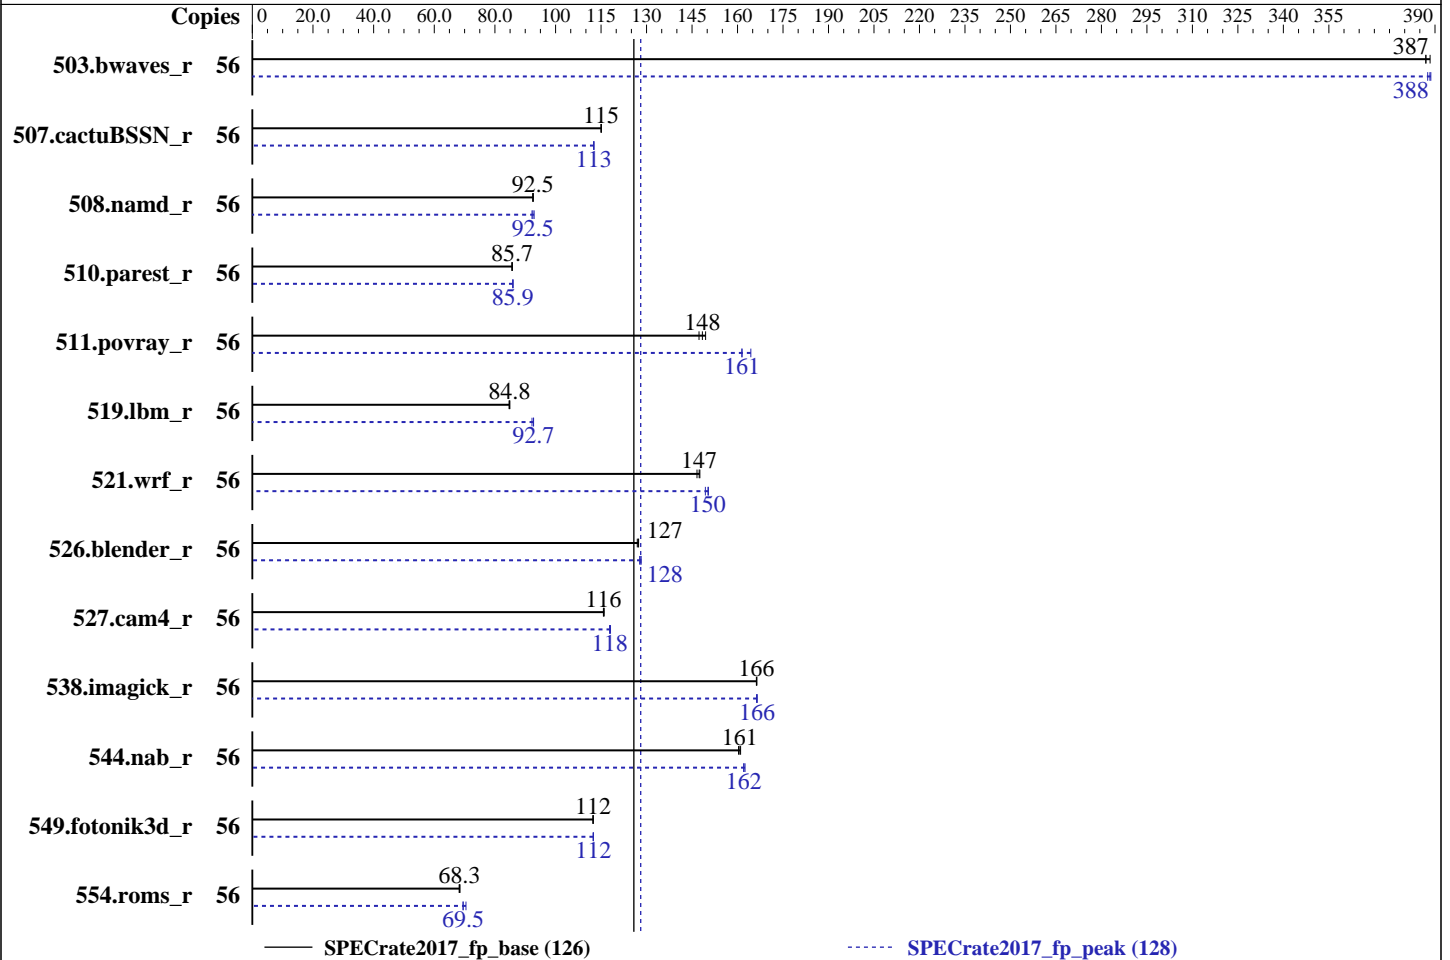 Copies 0 20.0 40.0 60.0 80.0 100 115 130 145 160 175 190 205 220 235 250 265 280 295 310 325 340 355 390
503.bwaves_r 56 387
388
507.cactuBSSN_r 56 115
113
508.namd_r 56 92.5
92.5
510.parest_r 56 85.7
85.9
511.povray_r 56 148
161
519.lbm_r 56 84.8
92.7
521.wrf_r 56 147
150
526.blender_r 56 127
128
527.cam4_r 56 116
118
538.imagick_r 56 166
166
544.nab_r 56 161
162
549.fotonik3d_r 56 112
112
554.roms_r 56 68.3
69.5
SPECrate2017_fp_base (126) SPECrate2017_fp_peak (128)